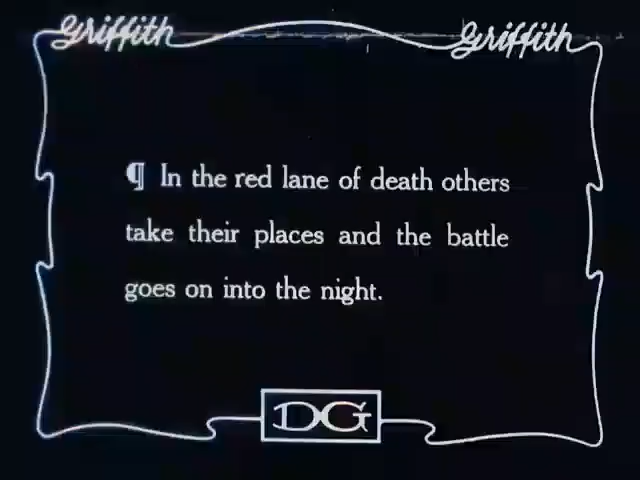 Griffith Griffith
¶ In the red lane of death others
take their places and the battle
goes on into the night.
DG